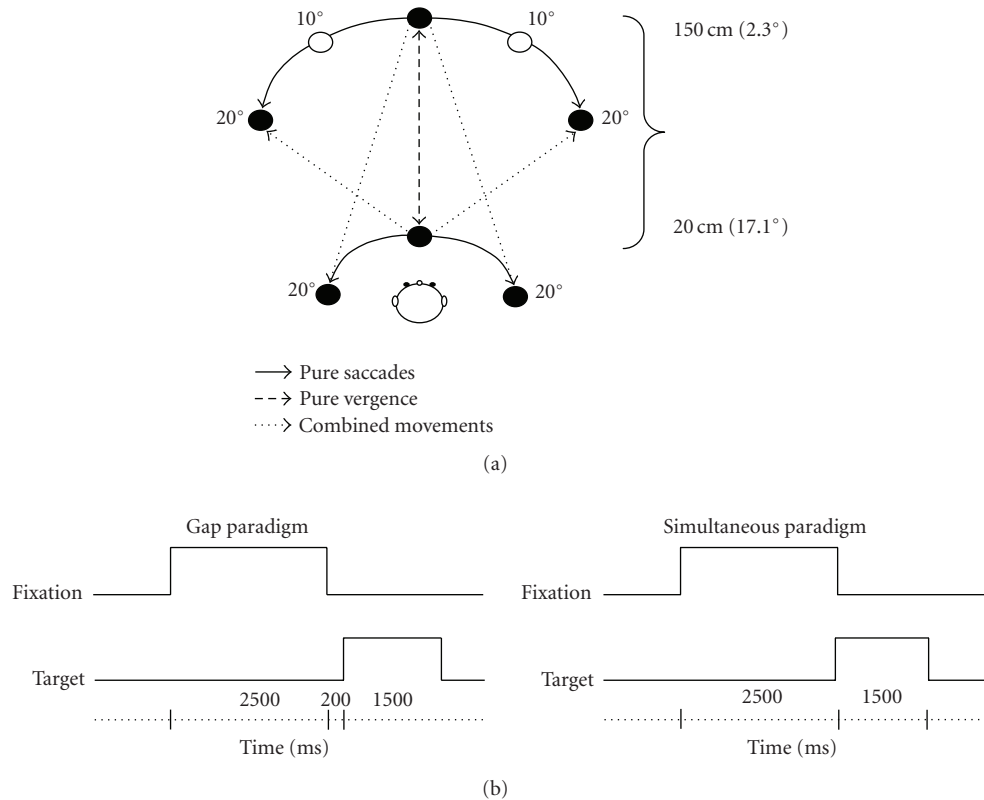 10°
10°
150 cm (2.3°)
20°
20°
20 cm (17.1°)
20°
20°
Pure saccades
Pure vergence
Combined movements
(a)
Gap paradigm
Simultaneous paradigm
Fixation
Fixation
Target
Target
2500 200 1500
2500 1500
Time (ms)
Time (ms)
(b)